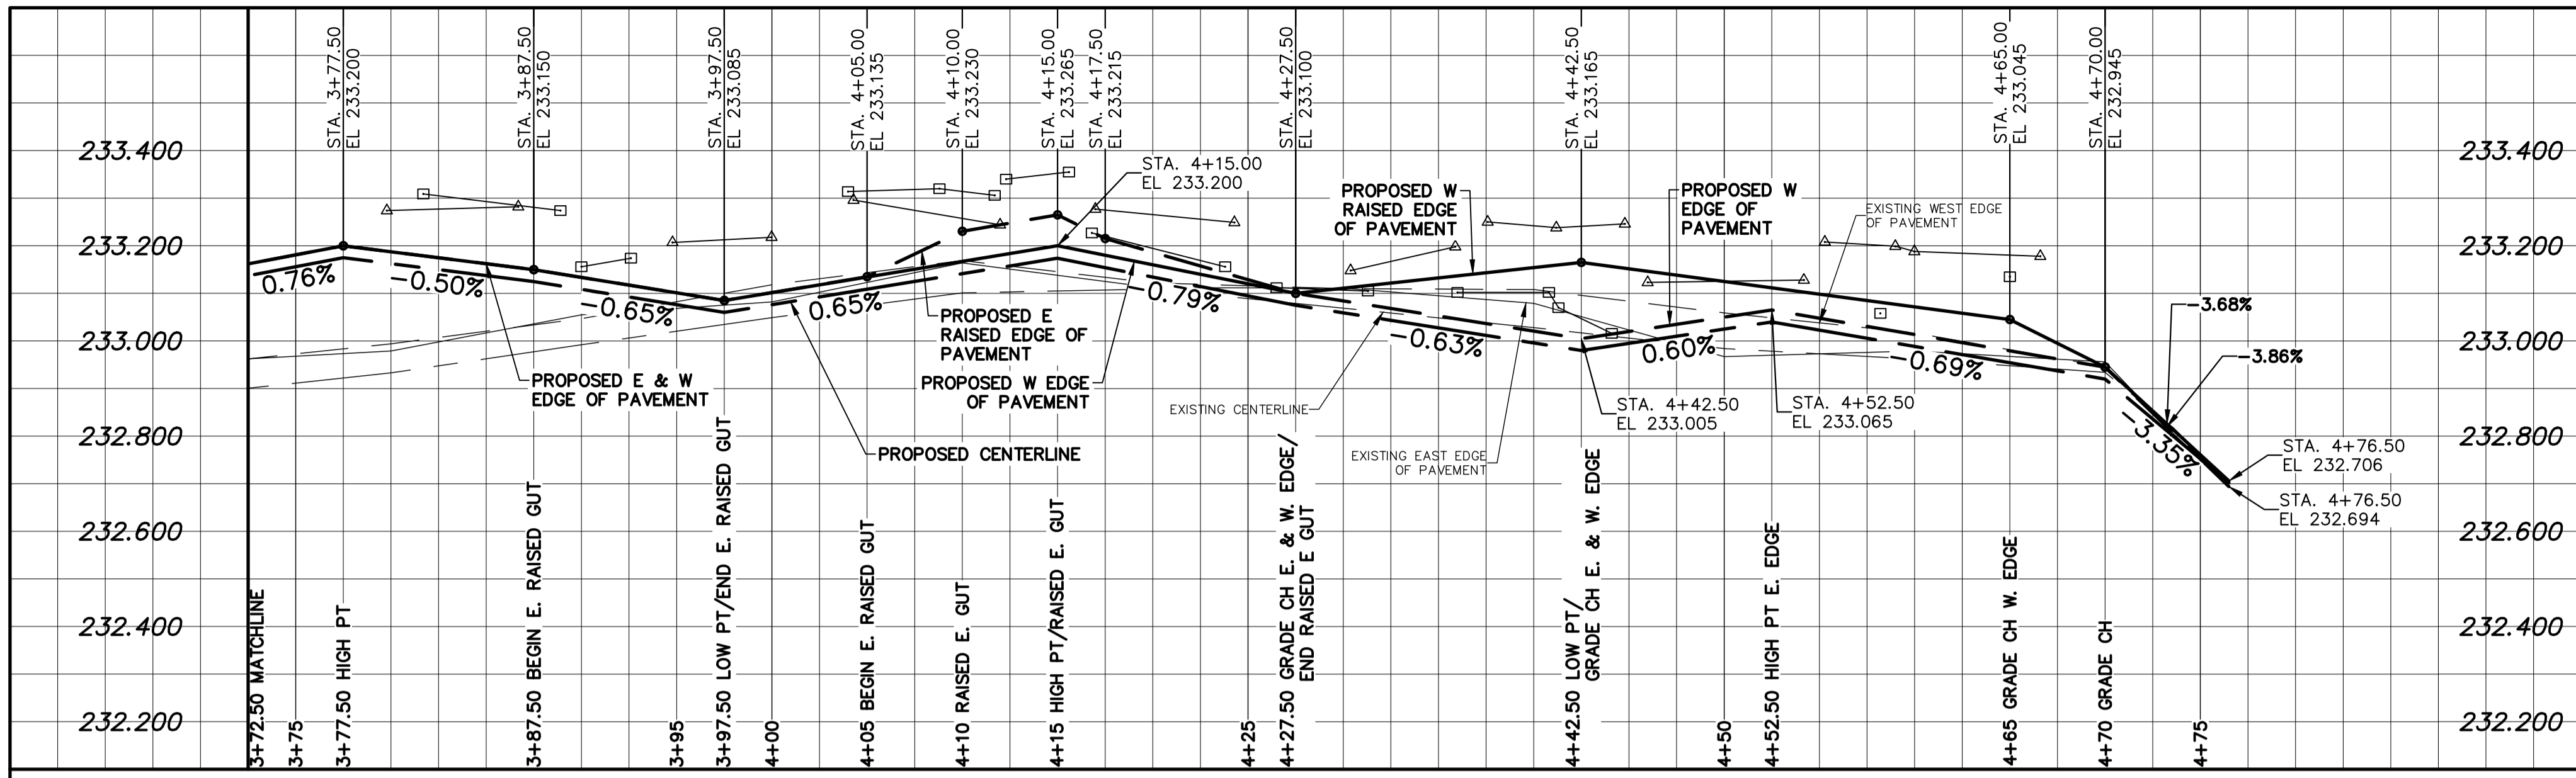 STA. 3+77.50
EL 233.200
STA. 3+87.50
EL 233.150
STA. 3+97.50
EL 233.085
STA. 4+05.00
EL 233.135
STA. 4+10.00
EL 233.230
STA. 4+15.00
EL 233.265
STA. 4+17.50
EL 233.215
STA. 4+27.50
EL 233.100
STA. 4+42.50
EL 233.165
STA. 4+65.00
EL 233.045
STA. 4+70.00
EL 232.945
233.400
233.400
STA. 4+15.00
EL 233.200
PROPOSED W
RAISED EDGE
OF PAVEMENT
PROPOSED W
EDGE OF
PAVEMENT
EXISTING WEST EDGE
OF PAVEMENT
233.200
233.200
0.76%
-0.50%
-0.65%
0.65%
-0.79%
-0.63%
0.60%
-0.69%
-3.68%
-3.86%
-3.35%
233.000
233.000
PROPOSED E
RAISED EDGE OF
PAVEMENT
PROPOSED E & W
EDGE OF PAVEMENT
PROPOSED W EDGE
OF PAVEMENT
EXISTING CENTERLINE
STA. 4+42.50
EL 233.005
STA. 4+52.50
EL 233.065
232.800
232.800
PROPOSED CENTERLINE
EXISTING EAST EDGE
OF PAVEMENT
STA. 4+76.50
EL 232.706
STA. 4+76.50
EL 232.694
232.600
232.600
232.400
232.400
232.200
232.200
3+72.50 MATCHLINE
3+75
3+77.50 HIGH PT
3+87.50 BEGIN E. RAISED GUT
3+95
3+97.50 LOW PT/END E. RAISED GUT
4+00
4+05 BEGIN E. RAISED GUT
4+10 RAISED E. GUT
4+15 HIGH PT/RAISED E. GUT
4+25
4+27.50 GRADE CH E. & W. EDGE/
END RAISED E GUT
4+42.50 LOW PT/
GRADE CH E. & W. EDGE
4+50
4+52.50 HIGH PT E. EDGE
4+65 GRADE CH W. EDGE
4+70 GRADE CH
4+75